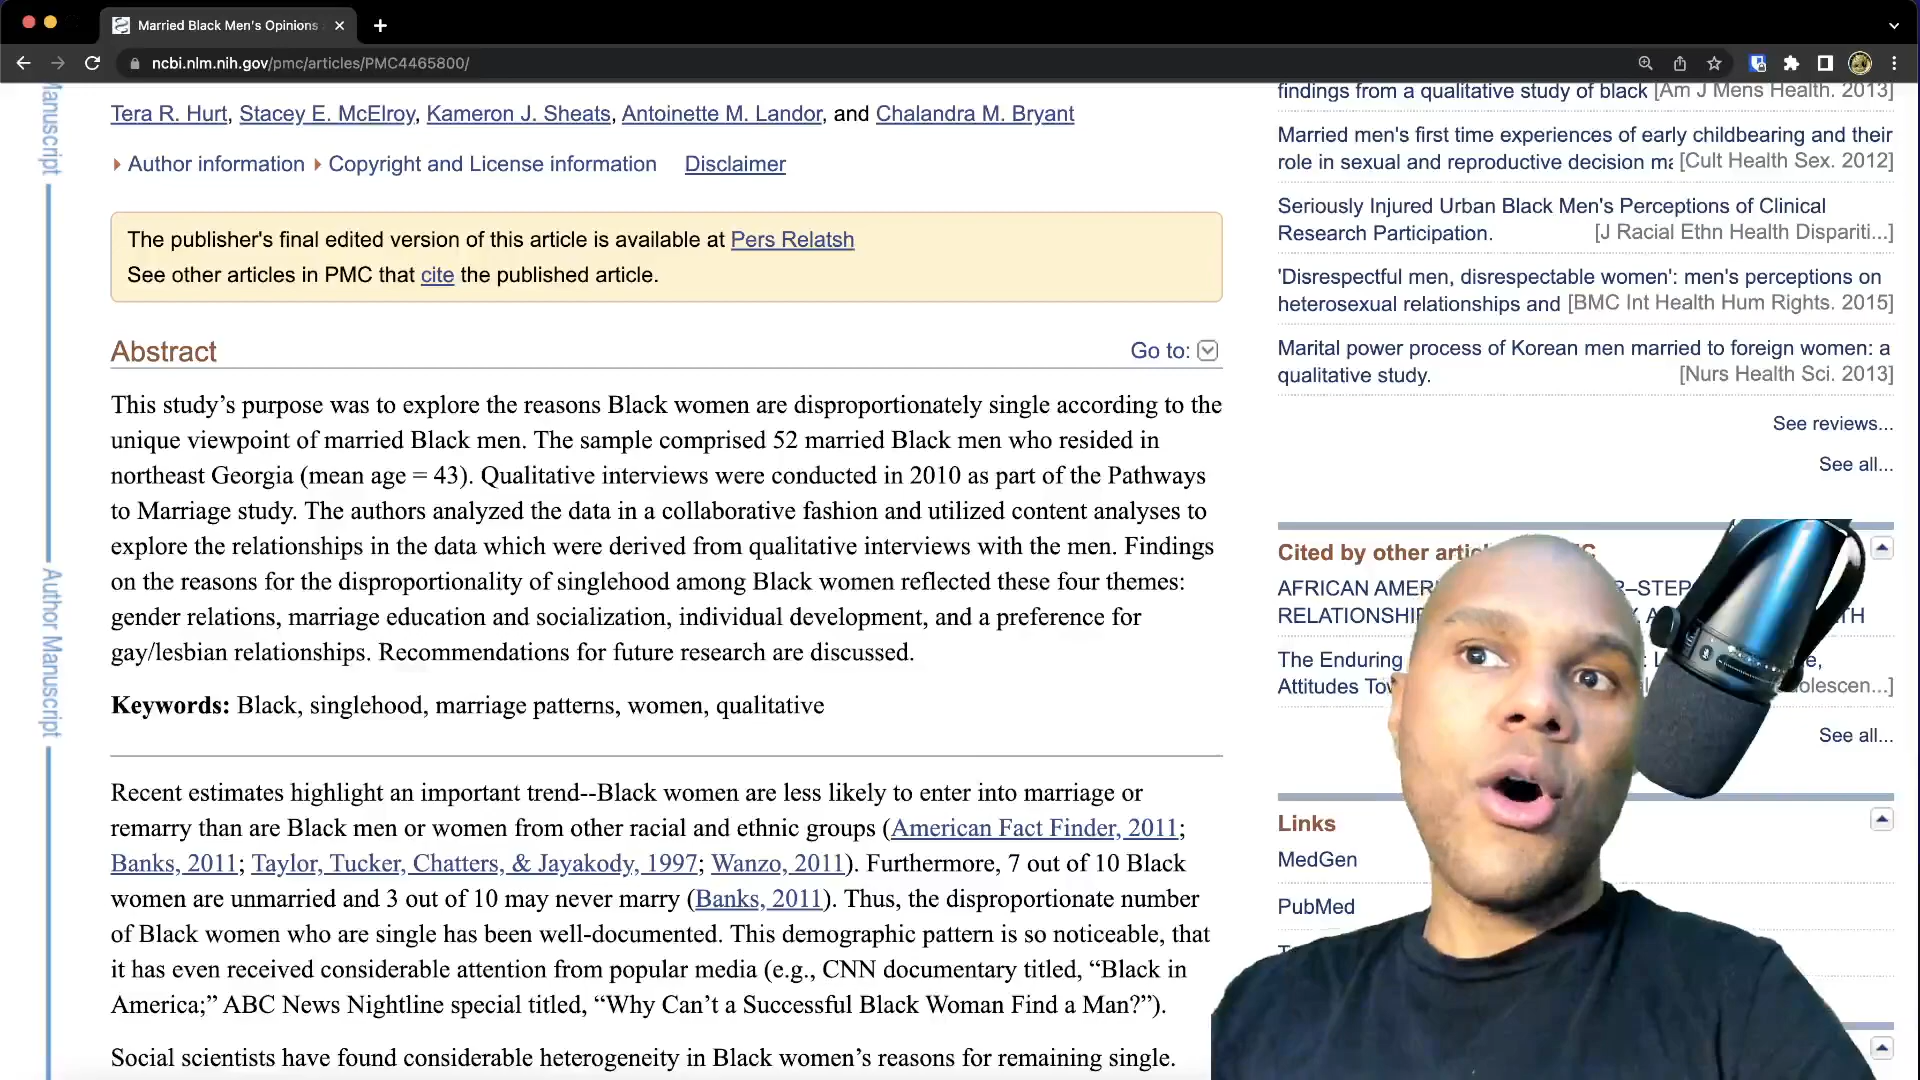 Married Black Men's Opinions
ncbi.nlm.nih.gov/pmc/articles/PMC4465800/
Manuscript
Author Manuscript
Tera R. Hurt, Stacey E. McElroy, Kameron J. Sheats, Antoinette M. Landor, and Chalandra M. Bryant
Author information Copyright and License information Disclaimer
The publisher's final edited version of this article is available at Pers Relatsh
See other articles in PMC that cite the published article.
Abstract
Go to:
This study’s purpose was to explore the reasons Black women are disproportionately single according to the
unique viewpoint of married Black men. The sample comprised 52 married Black men who resided in
northeast Georgia (mean age = 43). Qualitative interviews were conducted in 2010 as part of the Pathways
to Marriage study. The authors analyzed the data in a collaborative fashion and utilized content analyses to
explore the relationships in the data which were derived from qualitative interviews with the men. Findings
on the reasons for the disproportionality of singlehood among Black women reflected these four themes:
gender relations, marriage education and socialization, individual development, and a preference for
gay/lesbian relationships. Recommendations for future research are discussed.
Keywords: Black, singlehood, marriage patterns, women, qualitative
Recent estimates highlight an important trend--Black women are less likely to enter into marriage or
remarry than are Black men or women from other racial and ethnic groups (American Fact Finder, 2011;
Banks, 2011; Taylor, Tucker, Chatters, & Jayakody, 1997; Wanzo, 2011). Furthermore, 7 out of 10 Black
women are unmarried and 3 out of 10 may never marry (Banks, 2011). Thus, the disproportionate number
of Black women who are single has been well-documented. This demographic pattern is so noticeable, that
it has even received considerable attention from popular media (e.g., CNN documentary titled, “Black in
America;” ABC News Nightline special titled, “Why Can’t a Successful Black Woman Find a Man?”).
Social scientists have found considerable heterogeneity in Black women’s reasons for remaining single.
findings from a qualitative study of black [Am J Mens Health. 2013]
Married men's first time experiences of early childbearing and their
role in sexual and reproductive decision ma [Cult Health Sex. 2012]
Seriously Injured Urban Black Men's Perceptions of Clinical
Research Participation. [J Racial Ethn Health Dispariti...]
'Disrespectful men, disrespectable women': men's perceptions on
heterosexual relationships and [BMC Int Health Hum Rights. 2015]
Marital power process of Korean men married to foreign women: a
qualitative study. [Nurs Health Sci. 2013]
See reviews...
See all...
Cited by other
AFRICAN
The Enduring
Attitudes
See all...
Links
MedGen
PubMed